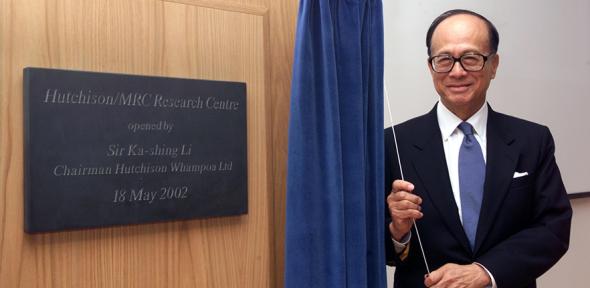 Hutchison/MRC Research Centre
opened by
Sir Ka-shing Li
Chairman Hutchison Whampoa Ltd
18 May 2002